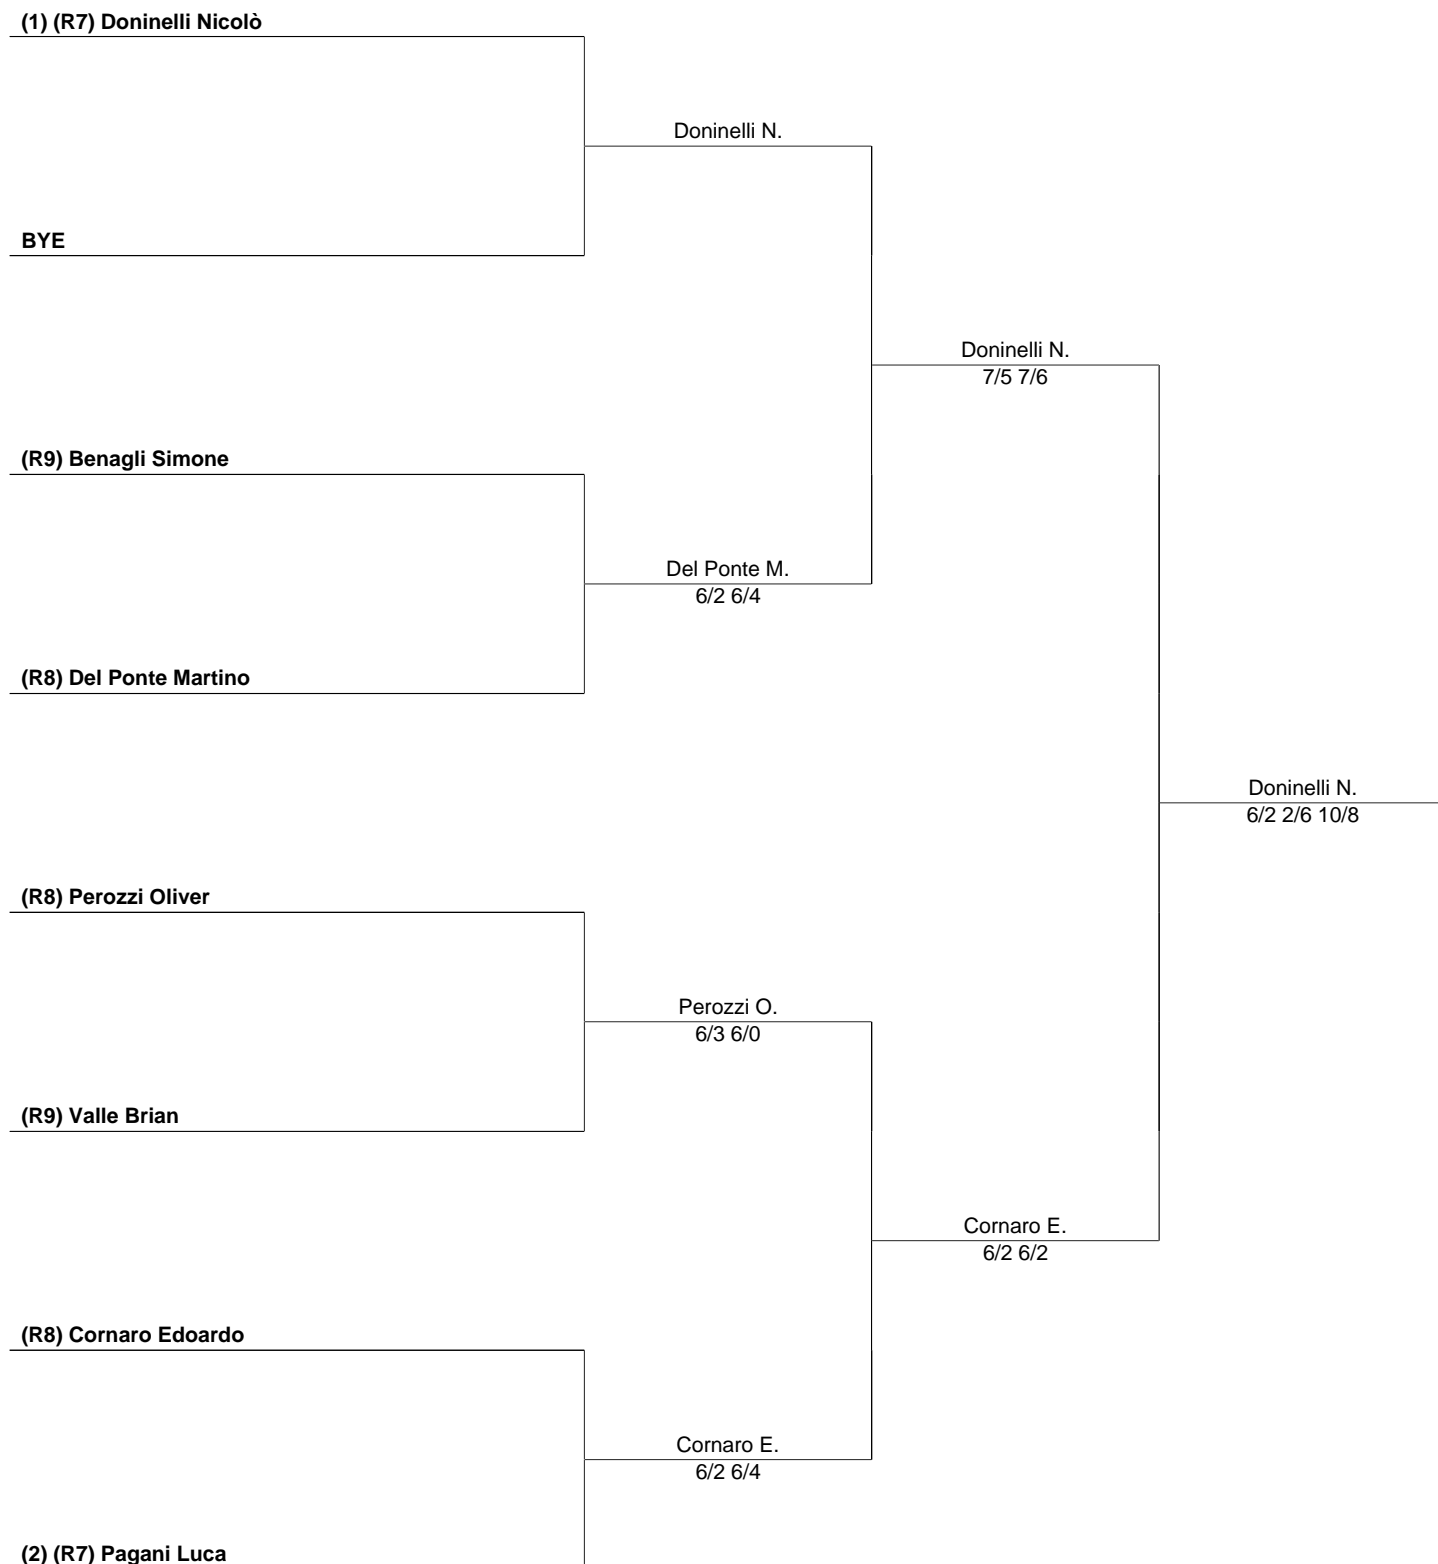 (1) (R7) Doninelli Nicolò
Doninelli N.
BYE
Doninelli N.
7/5 7/6
(R9) Benagli Simone
Del Ponte M.
6/2 6/4
(R8) Del Ponte Martino
Doninelli N.
6/2 2/6 10/8
(R8) Perozzi Oliver
Perozzi O.
6/3 6/0
(R9) Valle Brian
Cornaro E.
6/2 6/2
(R8) Cornaro Edoardo
Cornaro E.
6/2 6/4
(2) (R7) Pagani Luca